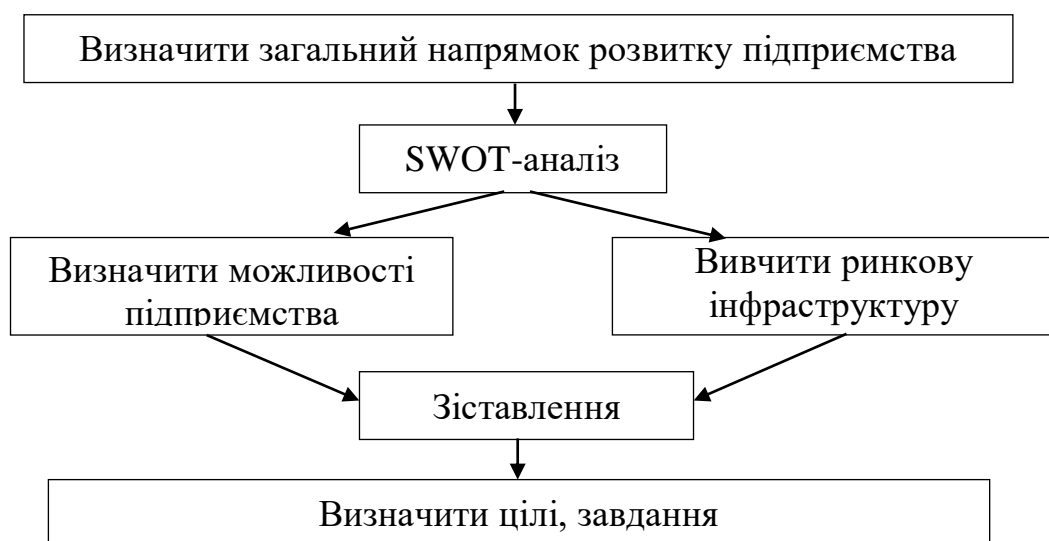 Визначити загальний напрямок розвитку підприємства
SWOT-аналіз
Визначити можливості
підприємства
Вивчити ринкову
інфраструктуру
Зіставлення
Визначити цілі, завдання